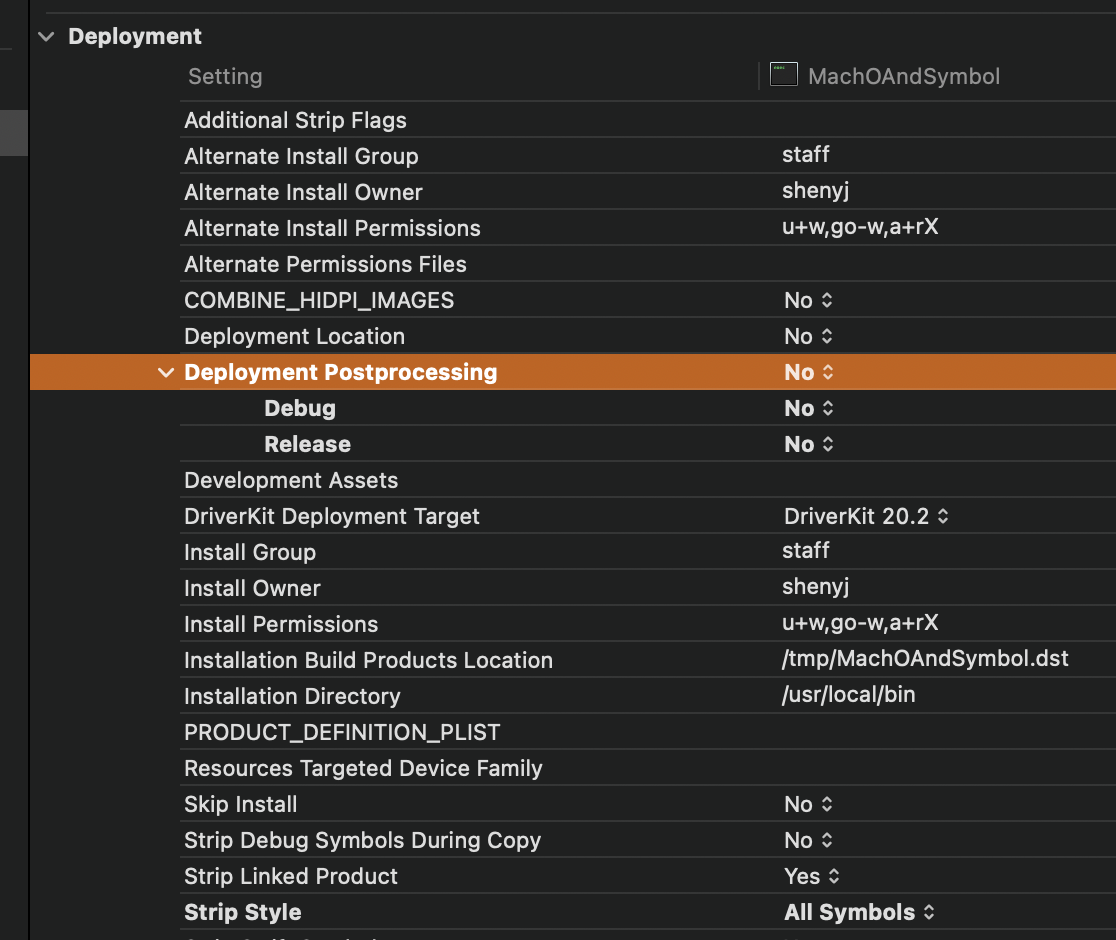 Deployment
Setting MachOAndSymbol
Additional Strip Flags
Alternate Install Group staff
Alternate Install Owner shenyj
Alternate Install Permissions u+w,go-w,a+rX
Alternate Permissions Files
COMBINE_HIDPI_IMAGES No
Deployment Location No
Deployment Postprocessing No
Debug No
Release No
Development Assets
DriverKit Deployment Target DriverKit 20.2
Install Group staff
Install Owner shenyj
Install Permissions u+w,go-w,a+rX
Installation Build Products Location /tmp/MachOAndSymbol.dst
Installation Directory /usr/local/bin
PRODUCT_DEFINITION_PLIST
Resources Targeted Device Family
Skip Install No
Strip Debug Symbols During Copy No
Strip Linked Product Yes
Strip Style All Symbols